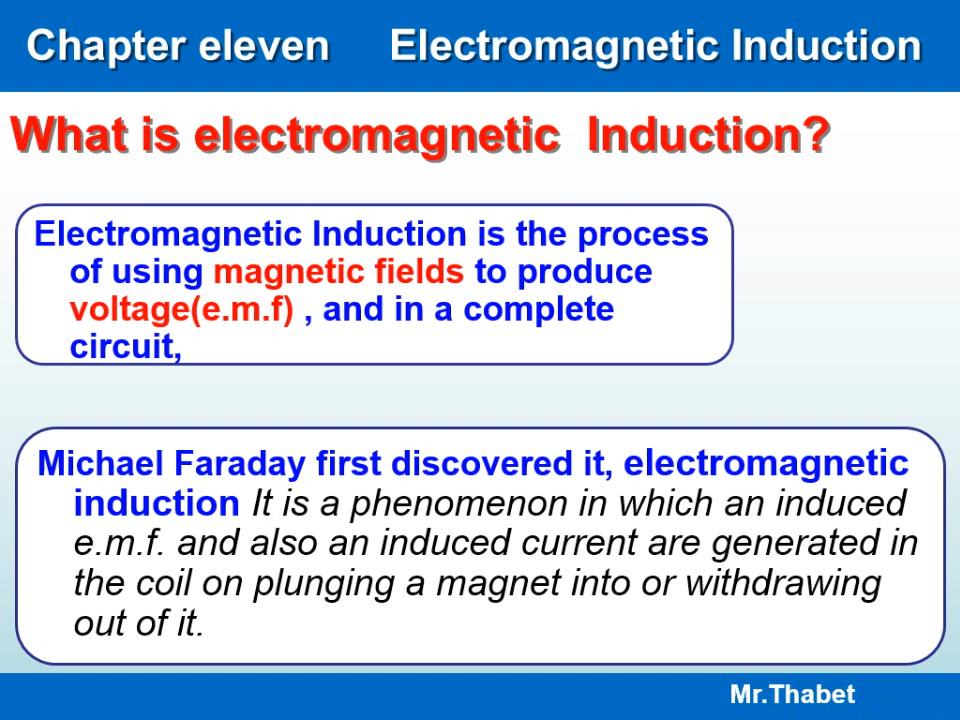 Chapter eleven Electromagnetic Induction
What is electromagnetic Induction?
Electromagnetic Induction is the process
of using magnetic fields to produce
voltage(e.m.f) , and in a complete
circuit,
Michael Faraday first discovered it, electromagnetic
induction It is a phenomenon in which an induced
e.m.f. and also an induced current are generated in
the coil on plunging a magnet into or withdrawing
out of it.
Mr.Thabet